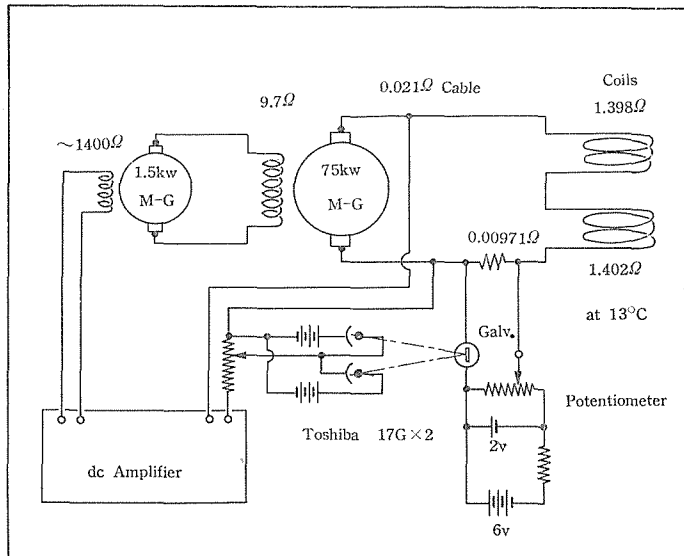 0.021Ω Cable
Coils
1.398Ω
9.7Ω
~1400Ω
1.5kw
M-G
75kw
M-G
0.00971Ω
1.402Ω
at 13°C
Galv.
Potentiometer
Toshiba 17G×2
2v
dc Amplifier
6v